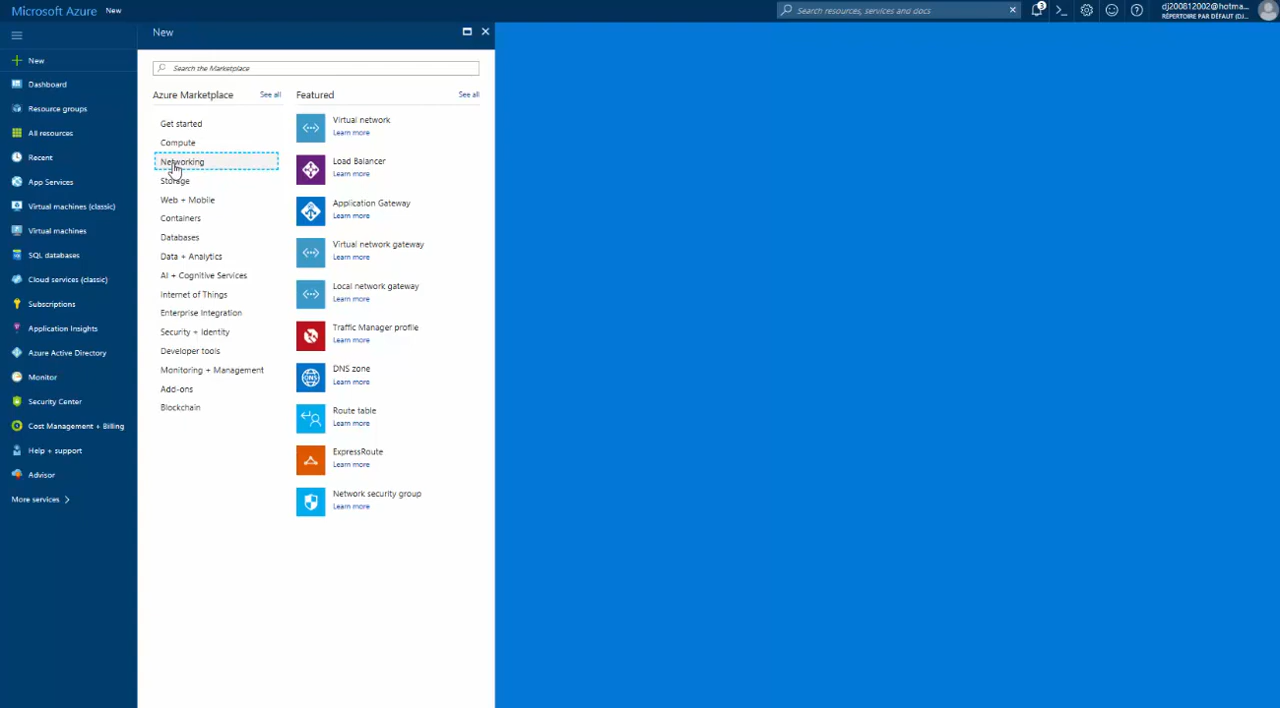 Microsoft Azure New
Search resources, services and docs
3
dj200812002@hotma...
RÉPERTOIRE PAR DÉFAUT (DJ...
New
Dashboard
Resource groups
All resources
Recent
App Services
Virtual machines (classic)
Virtual machines
SQL databases
Cloud services (classic)
Subscriptions
Application Insights
Azure Active Directory
Monitor
Security Center
Cost Management + Billing
Help + support
Advisor
More services
New
Search the Marketplace
Azure Marketplace See all
Get started
Compute
Networking
Storage
Web + Mobile
Containers
Databases
Data + Analytics
AI + Cognitive Services
Internet of Things
Enterprise Integration
Security + Identity
Developer tools
Monitoring + Management
Add-ons
Blockchain
Featured See all
Virtual network
Learn more
Load Balancer
Learn more
Application Gateway
Learn more
Virtual network gateway
Learn more
Local network gateway
Learn more
Traffic Manager profile
Learn more
DNS
DNS zone
Learn more
Route table
Learn more
ExpressRoute
Learn more
Network security group
Learn more